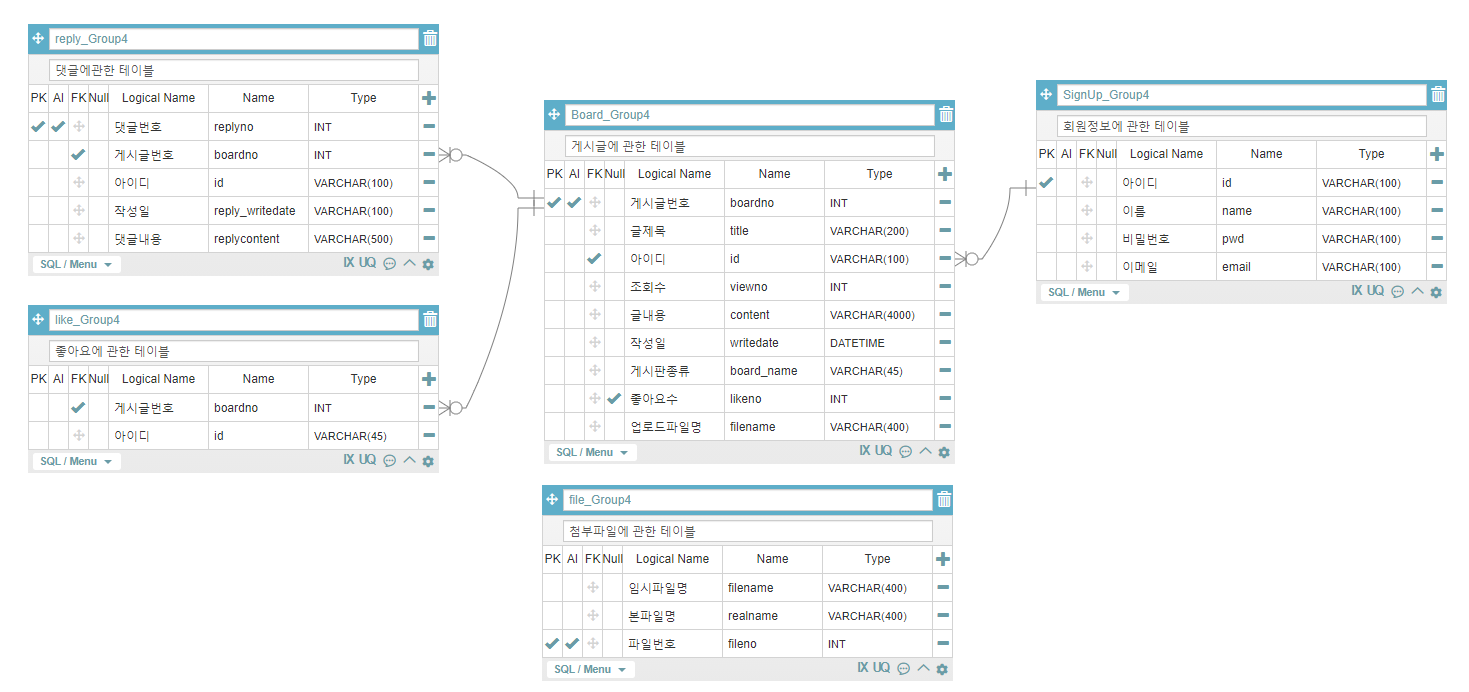 reply_Group4
댓글에관한 테이블
PK AI FK Null Logical Name Name Type
댓글번호 replyno INT
게시글번호 boardno INT
아이디 id VARCHAR(100)
작성일 reply_writedate VARCHAR(100)
댓글내용 replycontent VARCHAR(500)
SQL / Menu IX UQ
like_Group4
좋아요에 관한 테이블
PK AI FK Null Logical Name Name Type
게시글번호 boardno INT
아이디 id VARCHAR(45)
SQL / Menu IX UQ
Board_Group4
게시글에 관한 테이블
PK AI FK Null Logical Name Name Type
게시글번호 boardno INT
글제목 title VARCHAR(200)
아이디 id VARCHAR(100)
조회수 viewno INT
글내용 content VARCHAR(4000)
작성일 writedate DATETIME
게시판종류 board_name VARCHAR(45)
좋아요수 likeno INT
업로드파일명 filename VARCHAR(400)
SQL / Menu IX UQ
file_Group4
첨부파일에 관한 테이블
PK AI FK Null Logical Name Name Type
임시파일명 filename VARCHAR(400)
본파일명 realname VARCHAR(400)
파일번호 fileno INT
SQL / Menu IX UQ
SignUp_Group4
회원정보에 관한 테이블
PK AI FK Null Logical Name Name Type
아이디 id VARCHAR(100)
이름 name VARCHAR(100)
비밀번호 pwd VARCHAR(100)
이메일 email VARCHAR(100)
SQL / Menu IX UQ